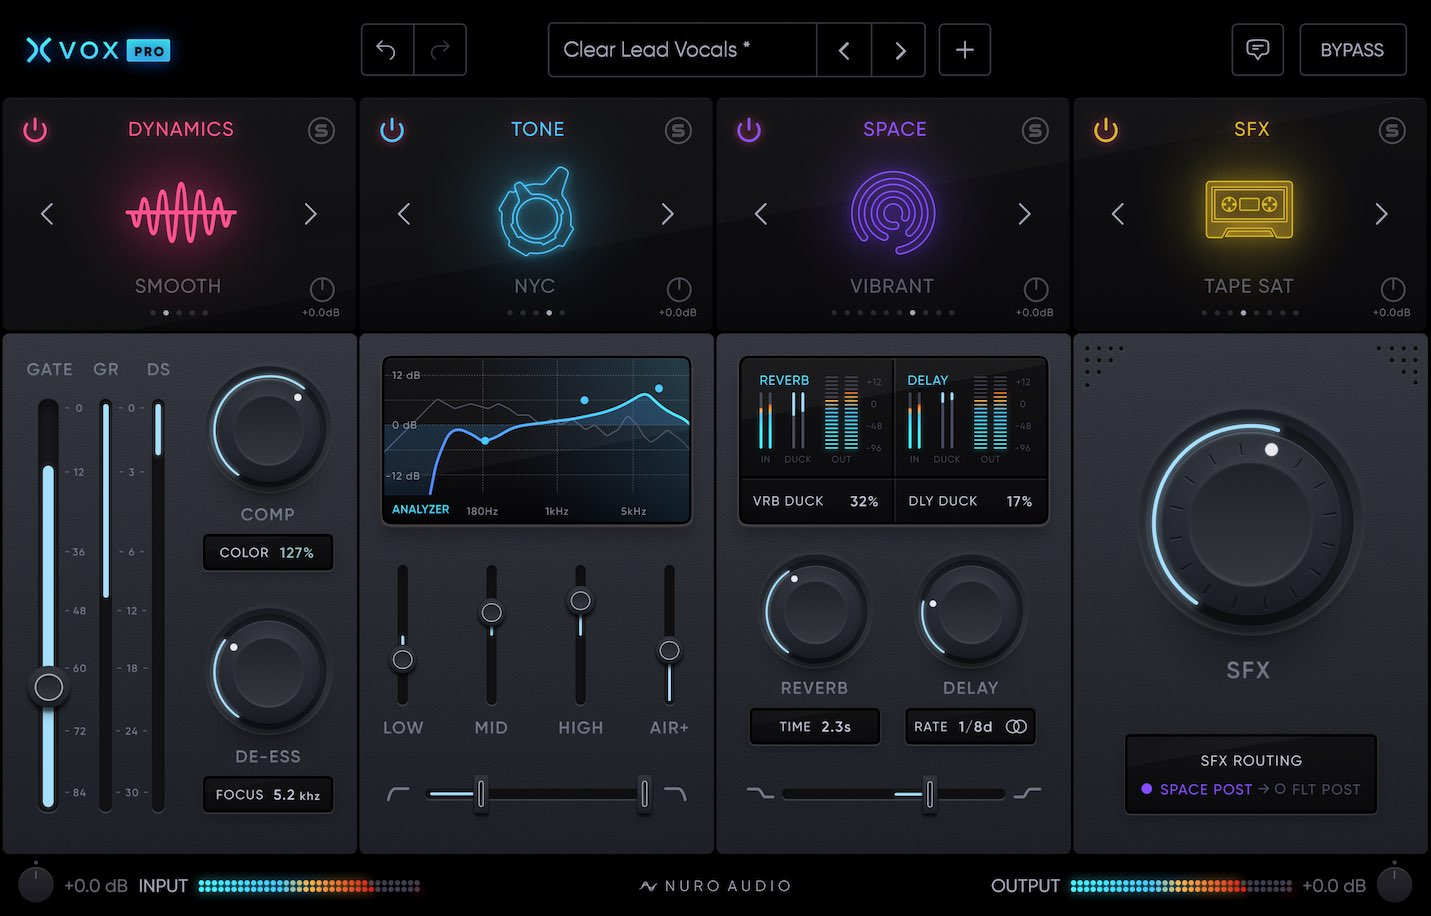 VOX PRO
Clear Lead Vocals *
BYPASS
DYNAMICS
S
SMOOTH
+0.0dB
TONE
S
NYC
+0.0dB
SPACE
S
VIBRANT
+0.0dB
SFX
S
TAPE SAT
+0.0dB
GATE GR DS
- 0 - 0 -
- 12 - 3 -
- 36 - 6 -
- 48 - 12 -
- 60 - 18 -
- 72 - 24 -
- 84 - 30 -
COMP
COLOR 127%
DE-ESS
FOCUS 5.2 khz
12 dB
0 dB
-12 dB
ANALYZER 180Hz 1kHz 5kHz
LOW MID HIGH AIR+
REVERB
+12
0
-48
-96
IN DUCK OUT
DELAY
+12
0
-48
-96
IN DUCK OUT
VRB DUCK 32%
DLY DUCK 17%
REVERB
TIME 2.3s
DELAY
RATE 1/8d
SFX
SFX ROUTING
SPACE POST → FLT POST
+0.0 dB INPUT
NURO AUDIO
OUTPUT +0.0 dB